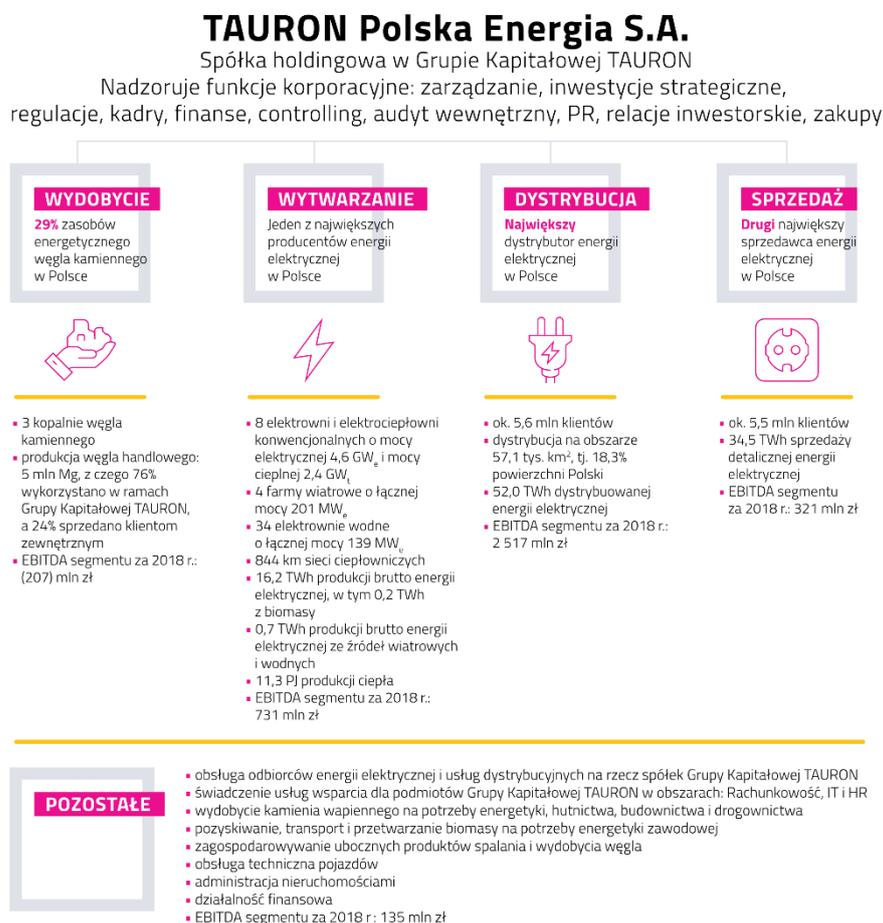 TAURON Polska Energia S.A.
Spółka holdingowa w Grupie Kapitałowej TAURON
Nadzoruje funkcje korporacyjne: zarządzanie, inwestycje strategiczne,
regulacje, kadry, finanse, controlling, audyt wewnętrzny, PR, relacje inwestorskie, zakupy
WYDOBYCIE
29% zasobów
energetycznego
węgla kamiennego
w Polsce
▪ 3 kopalnie węgla
kamiennego
▪ produkcja węgla handlowego:
5 mln Mg, z czego 76%
wykorzystano w ramach
Grupy Kapitałowej TAURON,
a 24% sprzedano klientom
zewnętrznym
▪ EBITDA segmentu za 2018 r.:
(207) mln zł
WYTWARZANIE
Jeden z największych
producentów energii
elektrycznej
w Polsce
▪ 8 elektrowni i elektrociepłowni
konwencjonalnych o mocy
elektrycznej 4,6 GWe i mocy
cieplnej 2,4 GWt
▪ 4 farmy wiatrowe o łącznej
mocy 201 MWe
▪ 34 elektrownie wodne
o łącznej mocy 139 MWe
▪ 844 km sieci ciepłowniczych
▪ 16,2 TWh produkcji brutto energii
elektrycznej, w tym 0,2 TWh
z biomasy
▪ 0,7 TWh produkcji brutto energii
elektrycznej ze źródeł wiatrowych
i wodnych
▪ 11,3 PJ produkcji ciepła
▪ EBITDA segmentu za 2018 r.:
731 mln zł
DYSTRYBUCJA
Największy
dystrybutor energii
elektrycznej
w Polsce
▪ ok. 5,6 mln klientów
▪ dystrybucja na obszarze
57,1 tys. km², tj. 18,3%
powierzchni Polski
▪ 52,0 TWh dystrybuowanej
energii elektrycznej
▪ EBITDA segmentu za 2018 r.:
2 517 mln zł
SPRZEDAŻ
Drugi największy
sprzedawca energii
elektrycznej
w Polsce
▪ ok. 5,5 mln klientów
▪ 34,5 TWh sprzedaży
detalicznej energii
elektrycznej
▪ EBITDA segmentu
za 2018 r.: 321 mln zł
POZOSTAŁE
▪ obsługa odbiorców energii elektrycznej i usług dystrybucyjnych na rzecz spółek Grupy Kapitałowej TAURON
▪ świadczenie usług wsparcia dla podmiotów Grupy Kapitałowej TAURON w obszarach: Rachunkowość, IT i HR
▪ wydobycie kamienia wapiennego na potrzeby energetyki, hutnictwa, budownictwa i drogownictwa
▪ pozyskiwanie, transport i przetwarzanie biomasy na potrzeby energetyki zawodowej
▪ zagospodarowywanie ubocznych produktów spalania i wydobycia węgla
▪ obsługa techniczna pojazdów
▪ administracja nieruchomościami
▪ działalność finansowa
▪ EBITDA segmentu za 2018 r.: 135 mln zł